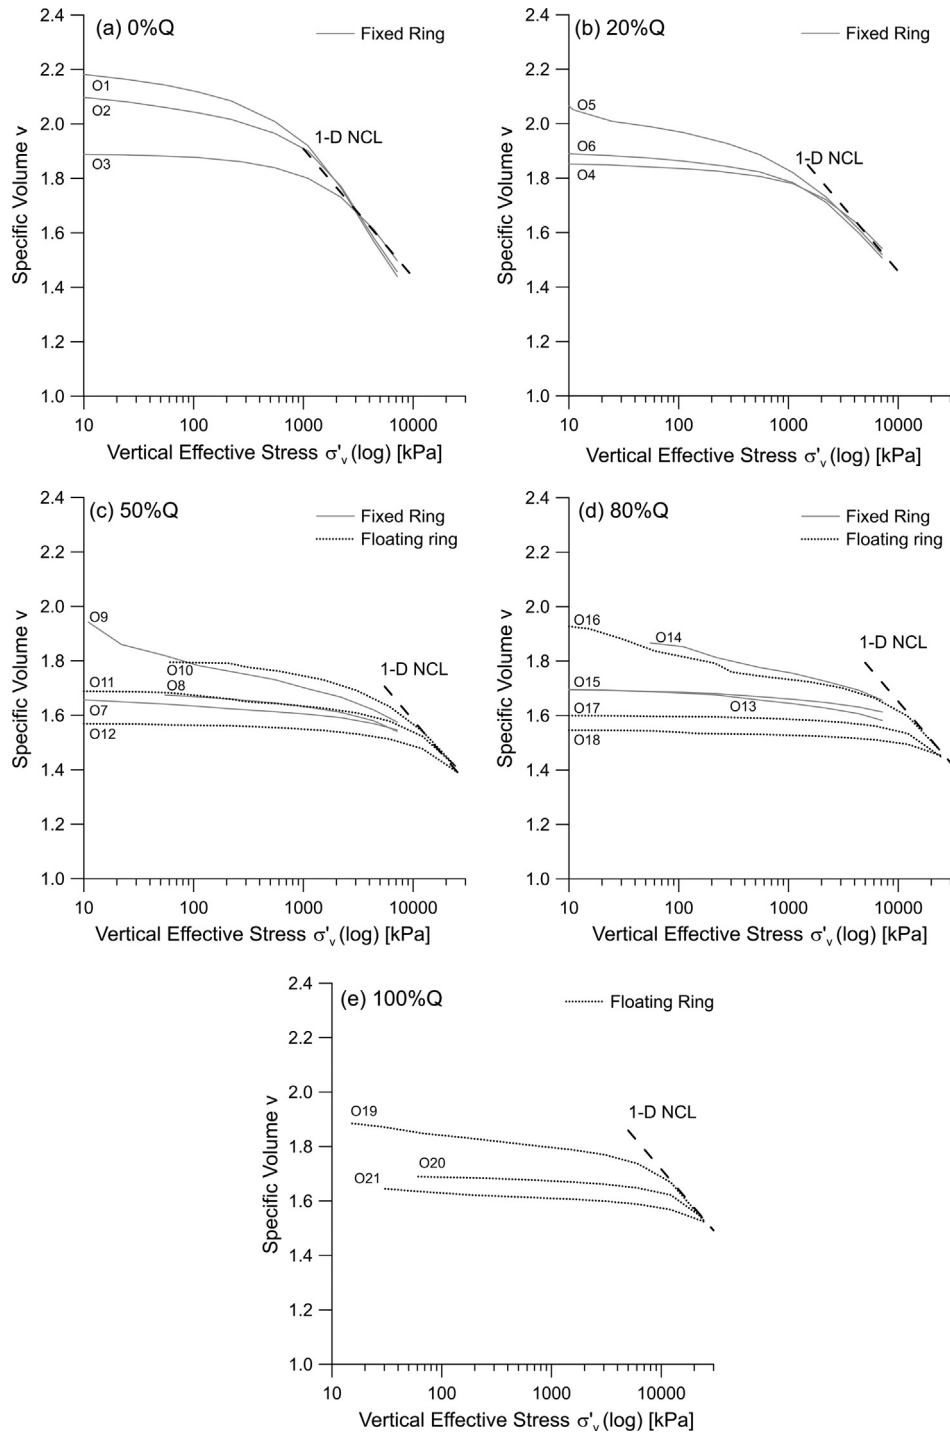 (a) 0%Q
Fixed Ring
2.4
2.2
2.0
1.8
1.6
1.4
1.2
1.0
Specific Volume v
O1
O2
O3
1-D NCL
10 100 1000 10000
Vertical Effective Stress σ'v (log) [kPa]
(b) 20%Q
Fixed Ring
2.4
2.2
2.0
1.8
1.6
1.4
1.2
1.0
Specific Volume v
O5
O6
O4
1-D NCL
10 100 1000 10000
Vertical Effective Stress σ'v (log) [kPa]
(c) 50%Q
Fixed Ring
Floating ring
2.4
2.2
2.0
1.8
1.6
1.4
1.2
1.0
Specific Volume v
O9
O10
O11
O8
O7
O12
1-D NCL
10 100 1000 10000
Vertical Effective Stress σ'v (log) [kPa]
(d) 80%Q
Fixed Ring
Floating ring
2.4
2.2
2.0
1.8
1.6
1.4
1.2
1.0
Specific Volume v
O16
O14
O15
O13
O17
O18
1-D NCL
10 100 1000 10000
Vertical Effective Stress σ'v (log) [kPa]
(e) 100%Q
Floating Ring
2.4
2.2
2.0
1.8
1.6
1.4
1.2
1.0
Specific Volume v
O19
O20
O21
1-D NCL
10 100 1000 10000
Vertical Effective Stress σ'v (log) [kPa]